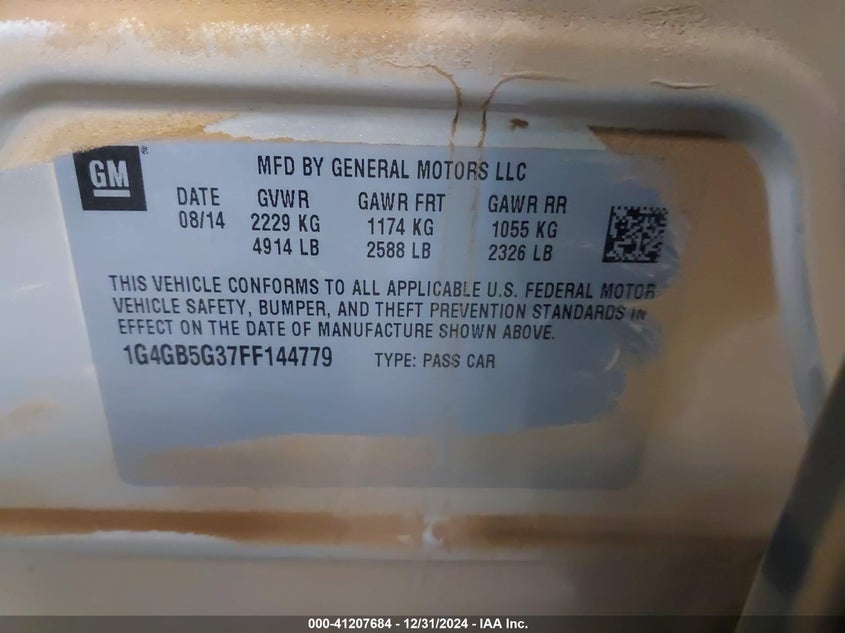 GM
MFD BY GENERAL MOTORS LLC
DATE GVWR GAWR FRT GAWR RR
08/14 2229 KG 1174 KG 1055 KG
4914 LB 2588 LB 2326 LB
THIS VEHICLE CONFORMS TO ALL APPLICABLE U.S. FEDERAL MOTOR
VEHICLE SAFETY, BUMPER, AND THEFT PREVENTION STANDARDS IN
EFFECT ON THE DATE OF MANUFACTURE SHOWN ABOVE.
1G4GB5G37FF144779 TYPE: PASS CAR
000-41207684 - 12/31/2024 - IAA Inc.